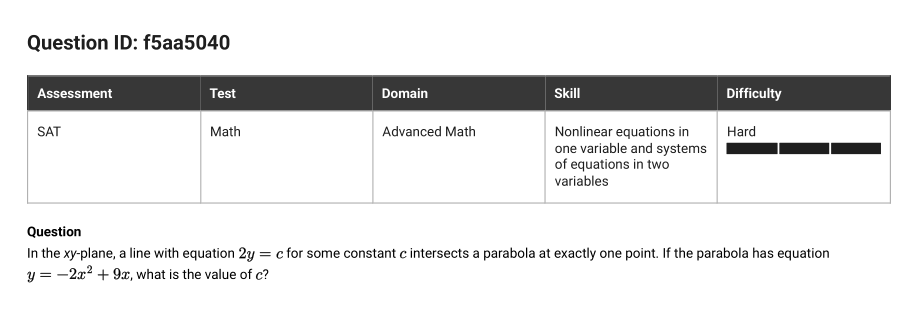 Question ID: f5aa5040
Assessment Test Domain Skill Difficulty
SAT Math Advanced Math Nonlinear equations in Hard
one variable and systems
of equations in two
variables
Question
In the xy-plane, a line with equation 2y = c for some constant c intersects a parabola at exactly one point. If the parabola has equation
y = −2x² + 9x, what is the value of c?